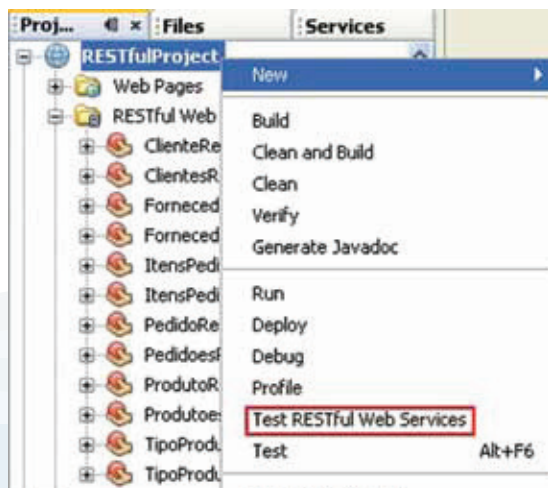 Proj... Files Services
RESTfulProject
Web Pages
RESTful Web
ClienteRe
ClientesR
Forneced
Forneced
ItensPedi
ItensPedi
PedidoRe
PedidoesF
ProdutoR
Produtoes
TipoProdu
TipoProdu
New
Build
Clean and Build
Clean
Verify
Generate Javadoc
Run
Deploy
Debug
Profile
Test RESTful Web Services
Test Alt+F6